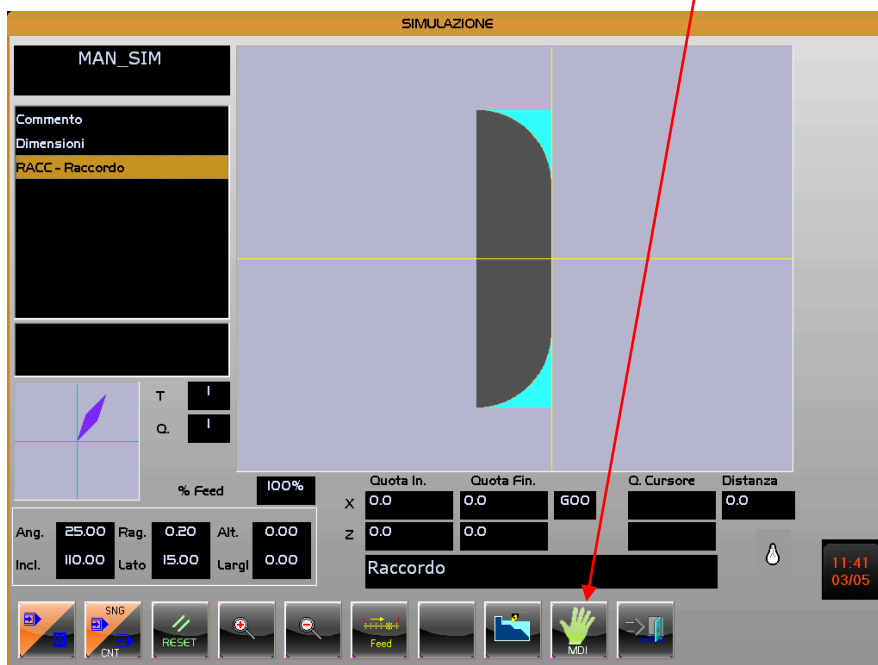 SIMULAZIONE
MAN_SIM
Commento
Dimensioni
RACC - Raccordo
T 1
Q. 1
% Feed 100%
Quota In. Quota Fin. Q. Cursore Distanza
X 0.0 0.0 G00 0.0
Z 0.0 0.0
Raccordo
Ang. 25.00 Rag. 0.20 Alt. 0.00
Incl. 110.00 Lato 15.00 Largl 0.00
11:41
03/05
SNG
CNT
RESET
Feed
MDI